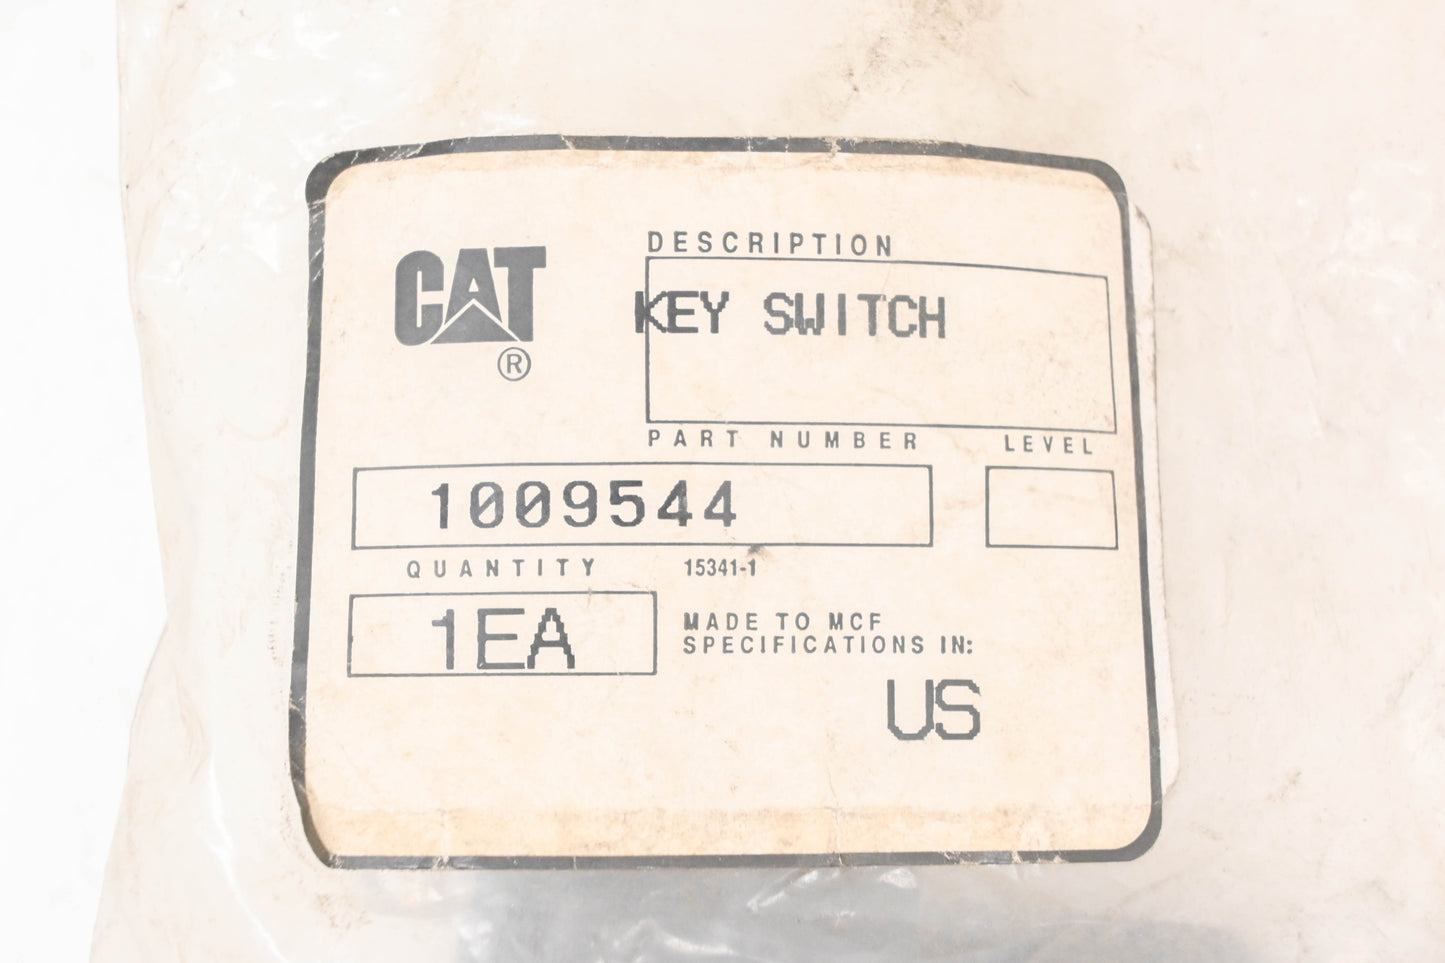 CAT
®
DESCRIPTION
KEY SWITCH
PART NUMBER
LEVEL
1009544
QUANTITY
15341-1
1EA
MADE TO MCF
SPECIFICATIONS IN:
US